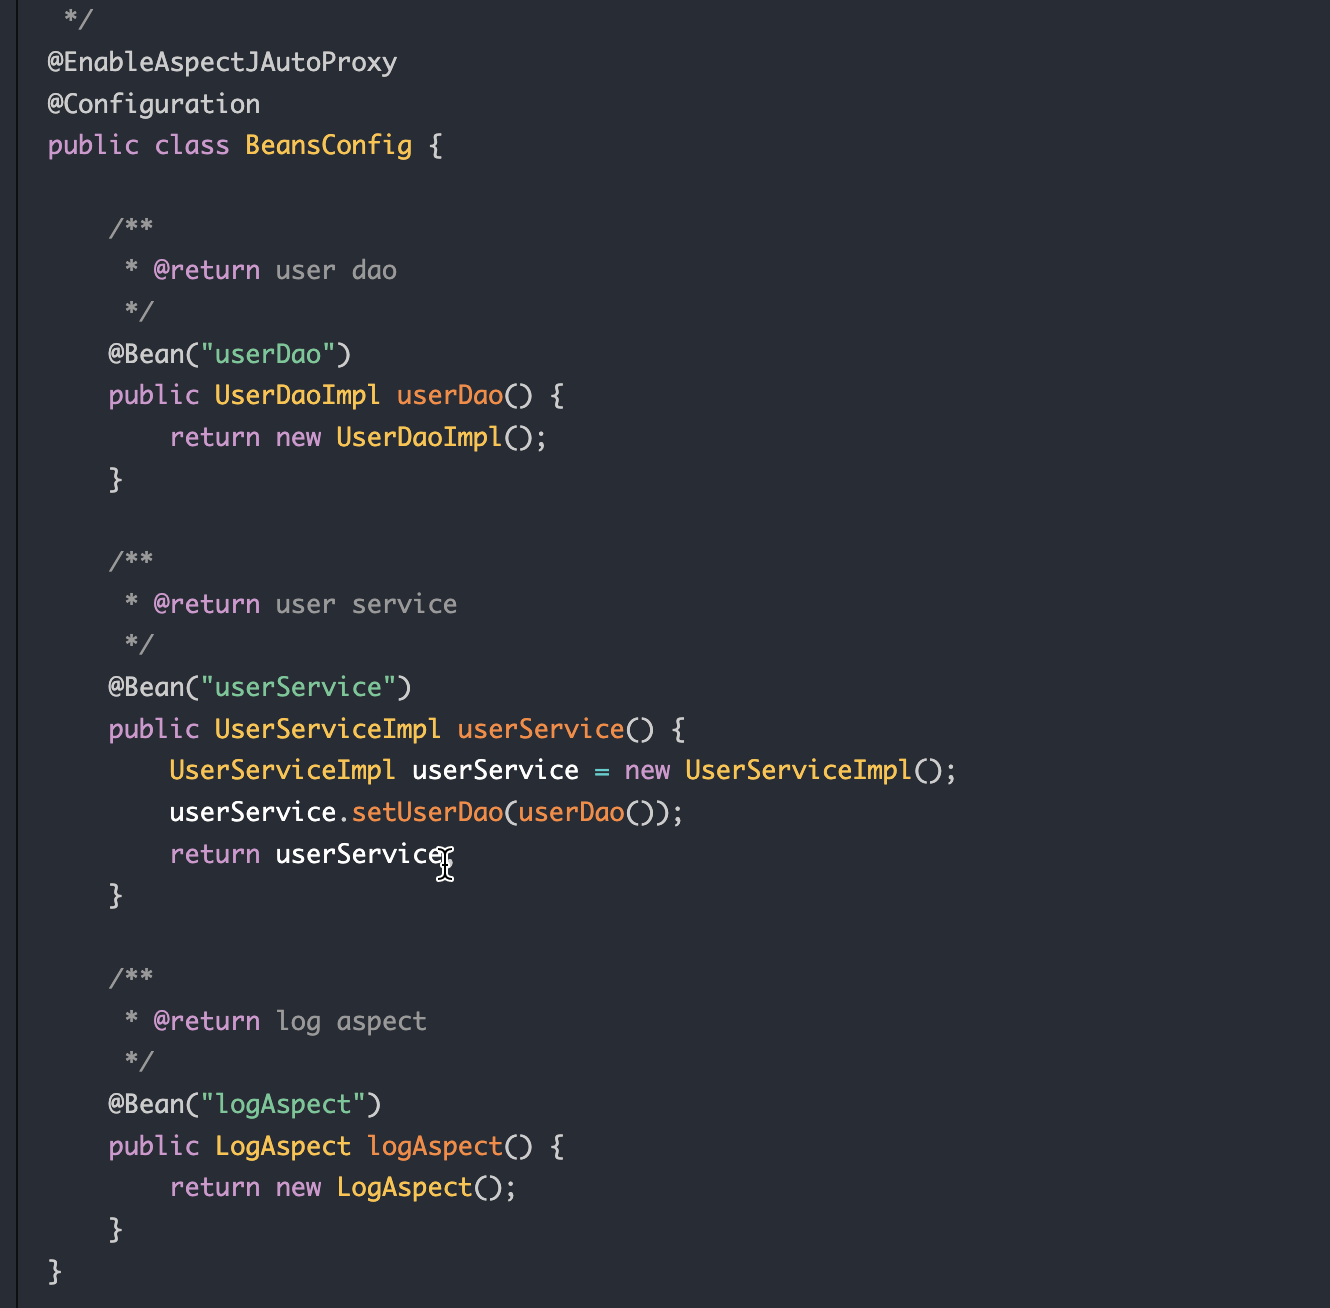 */
@EnableAspectJAutoProxy
@Configuration
public class BeansConfig {
/**
* @return user dao
*/
@Bean("userDao")
public UserDaoImpl userDao() {
return new UserDaoImpl();
}
/**
* @return user service
*/
@Bean("userService")
public UserServiceImpl userService() {
UserServiceImpl userService = new UserServiceImpl();
userService.setUserDao(userDao());
return userService;
}
/**
* @return log aspect
*/
@Bean("logAspect")
public LogAspect logAspect() {
return new LogAspect();
}
}